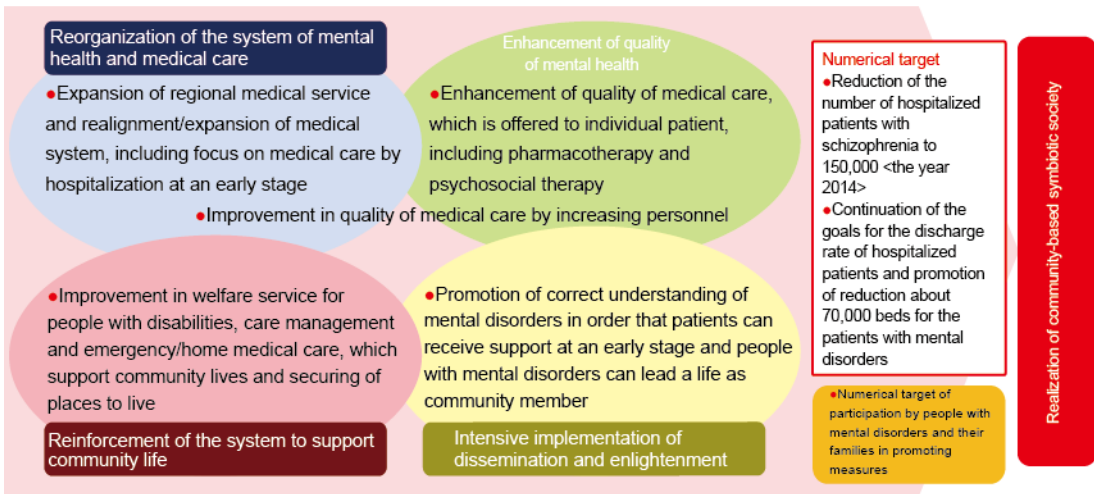 Reorganization of the system of mental
health and medical care
●Expansion of regional medical service
and realignment/expansion of medical
system, including focus on medical care by
hospitalization at an early stage
Enhancement of quality
of mental health
●Enhancement of quality of medical care,
which is offered to individual patient,
including pharmacotherapy and
psychosocial therapy
●Improvement in quality of medical care by increasing personnel
●Improvement in welfare service for
people with disabilities, care management
and emergency/home medical care, which
support community lives and securing of
places to live
Reinforcement of the system to support
community life
●Promotion of correct understanding of
mental disorders in order that patients can
receive support at an early stage and people
with mental disorders can lead a life as
community member
Intensive implementation of
dissemination and enlightenment
Numerical target
●Reduction of the
number of hospitalized
patients with
schizophrenia to
150,000 <the year
2014>
●Continuation of the
goals for the discharge
rate of hospitalized
patients and promotion
of reduction about
70,000 beds for the
patients with mental
disorders
●Numerical target of
participation by people with
mental disorders and their
families in promoting
measures
Realization of community-based symbiotic society